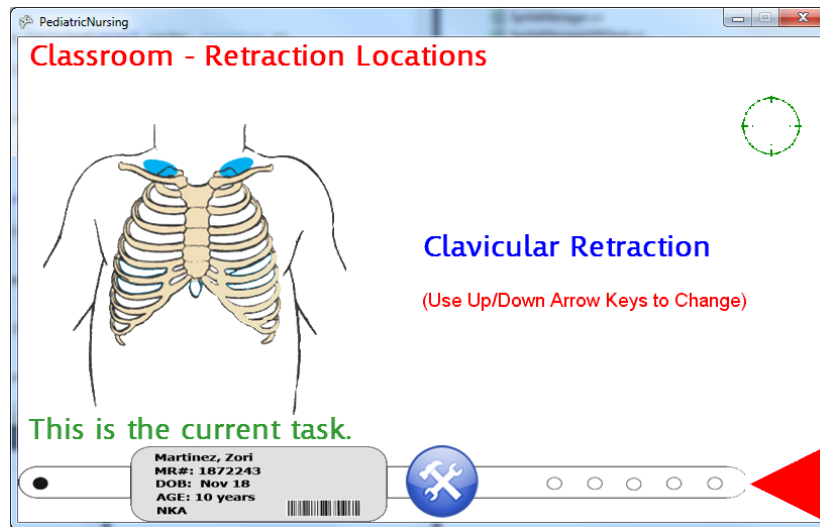 PediatricNursing
Classroom - Retraction Locations
Clavicular Retraction
(Use Up/Down Arrow Keys to Change)
This is the current task.
Martinez, Zori
MR#: 1872243
DOB: Nov 18
AGE: 10 years
NKA